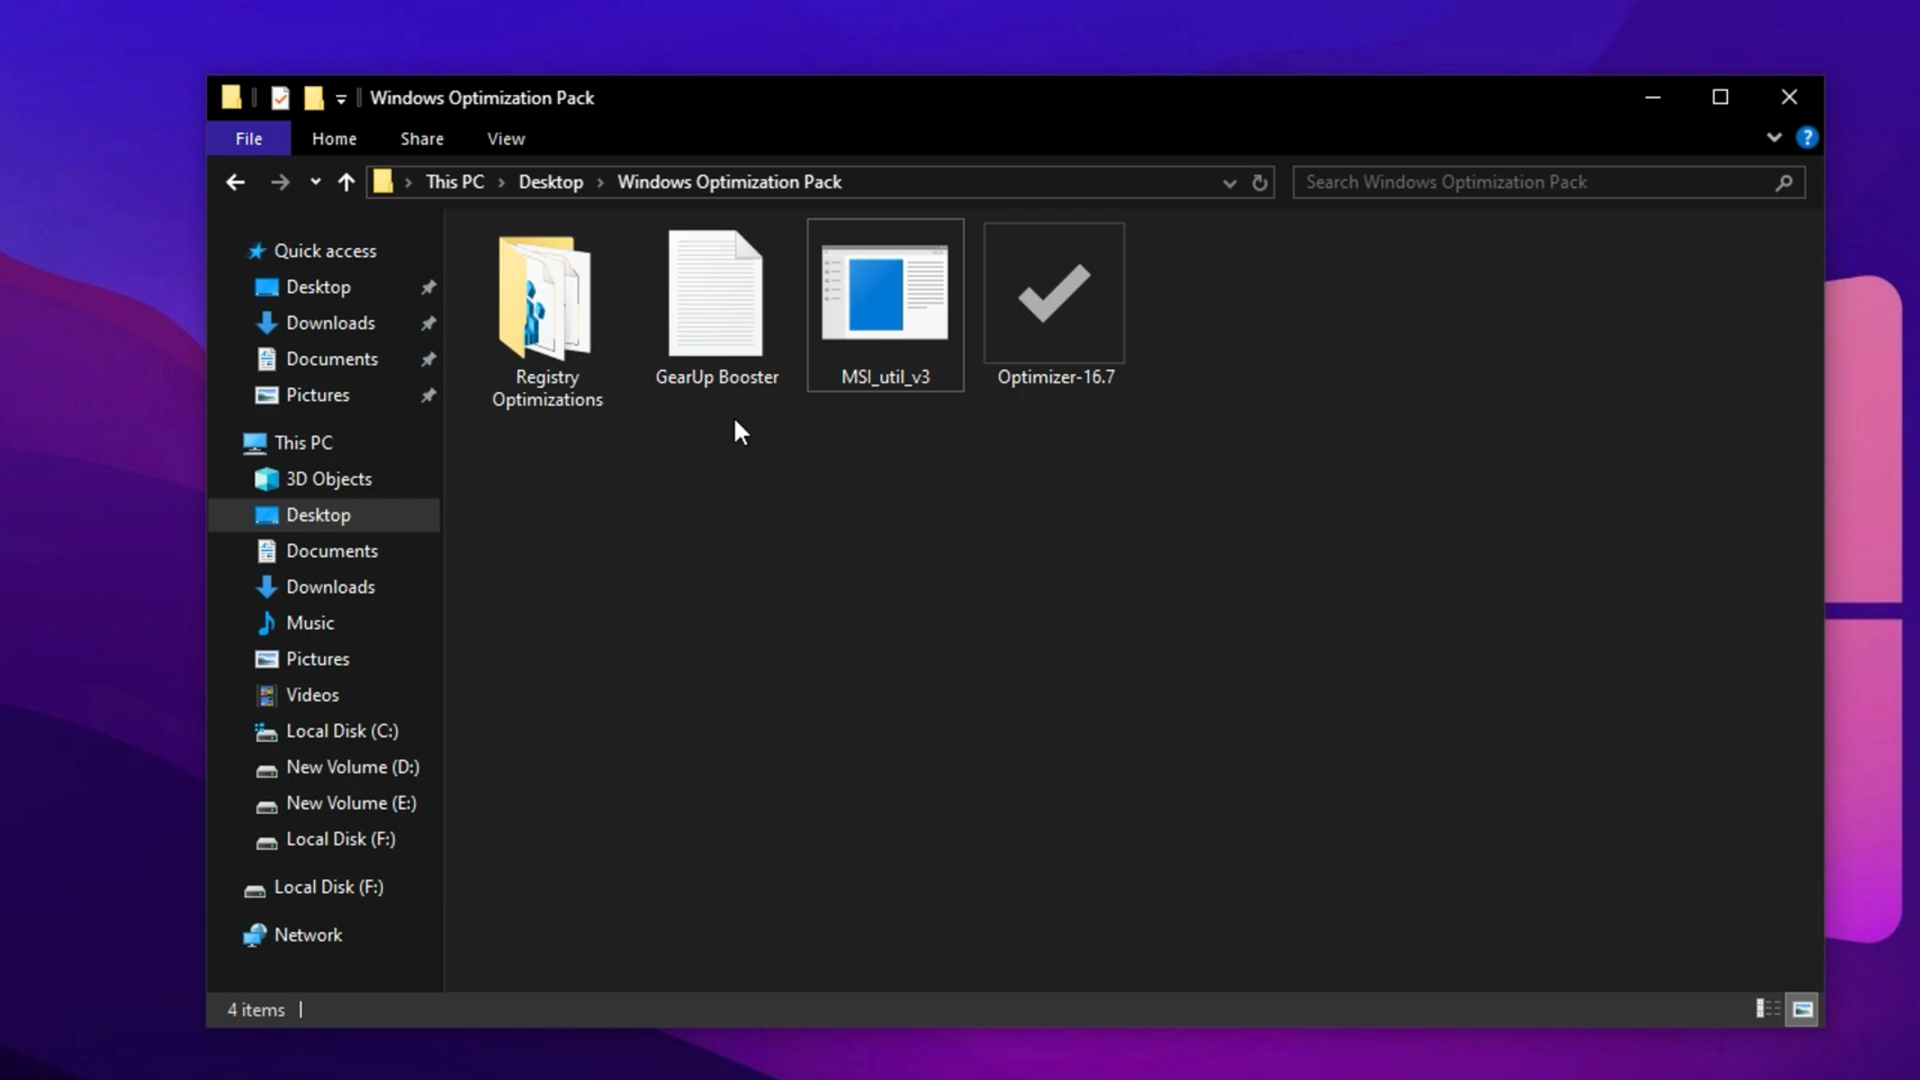 Windows Optimization Pack
File
Home
Share
View
This PC
Desktop
Windows Optimization Pack
Search Windows Optimization Pack
Quick access
Desktop
Downloads
Documents
Pictures
This PC
3D Objects
Desktop
Documents
Downloads
Music
Pictures
Videos
Local Disk (C:)
New Volume (D:)
New Volume (E:)
Local Disk (F:)
Local Disk (F:)
Network
Registry
Optimizations
GearUp Booster
MSI_util_v3
Optimizer-16.7
4 items